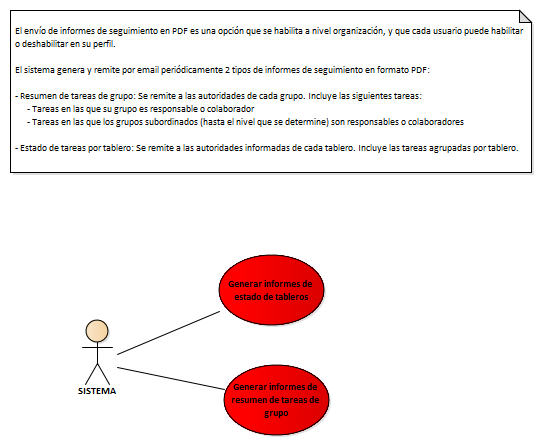 El envío de informes de seguimiento en PDF es una opción que se habilita a nivel organización, y que cada usuario puede habilitar
o deshabilitar en su perfil.
El sistema genera y remite por email periódicamente 2 tipos de informes de seguimiento en formato PDF:
- Resumen de tareas de grupo: Se remite a las autoridades de cada grupo. Incluye las siguientes tareas:
- Tareas en las que su grupo es responsable o colaborador
- Tareas en las que los grupos subordinados (hasta el nivel que se determine) son responsables o colaboradores
- Estado de tareas por tablero: Se remite a las autoridades informadas de cada tablero. Incluye las tareas agrupadas por tablero.
Generar informes de
estado de tableros
SISTEMA
Generar informes de
resumen de tareas de
grupo